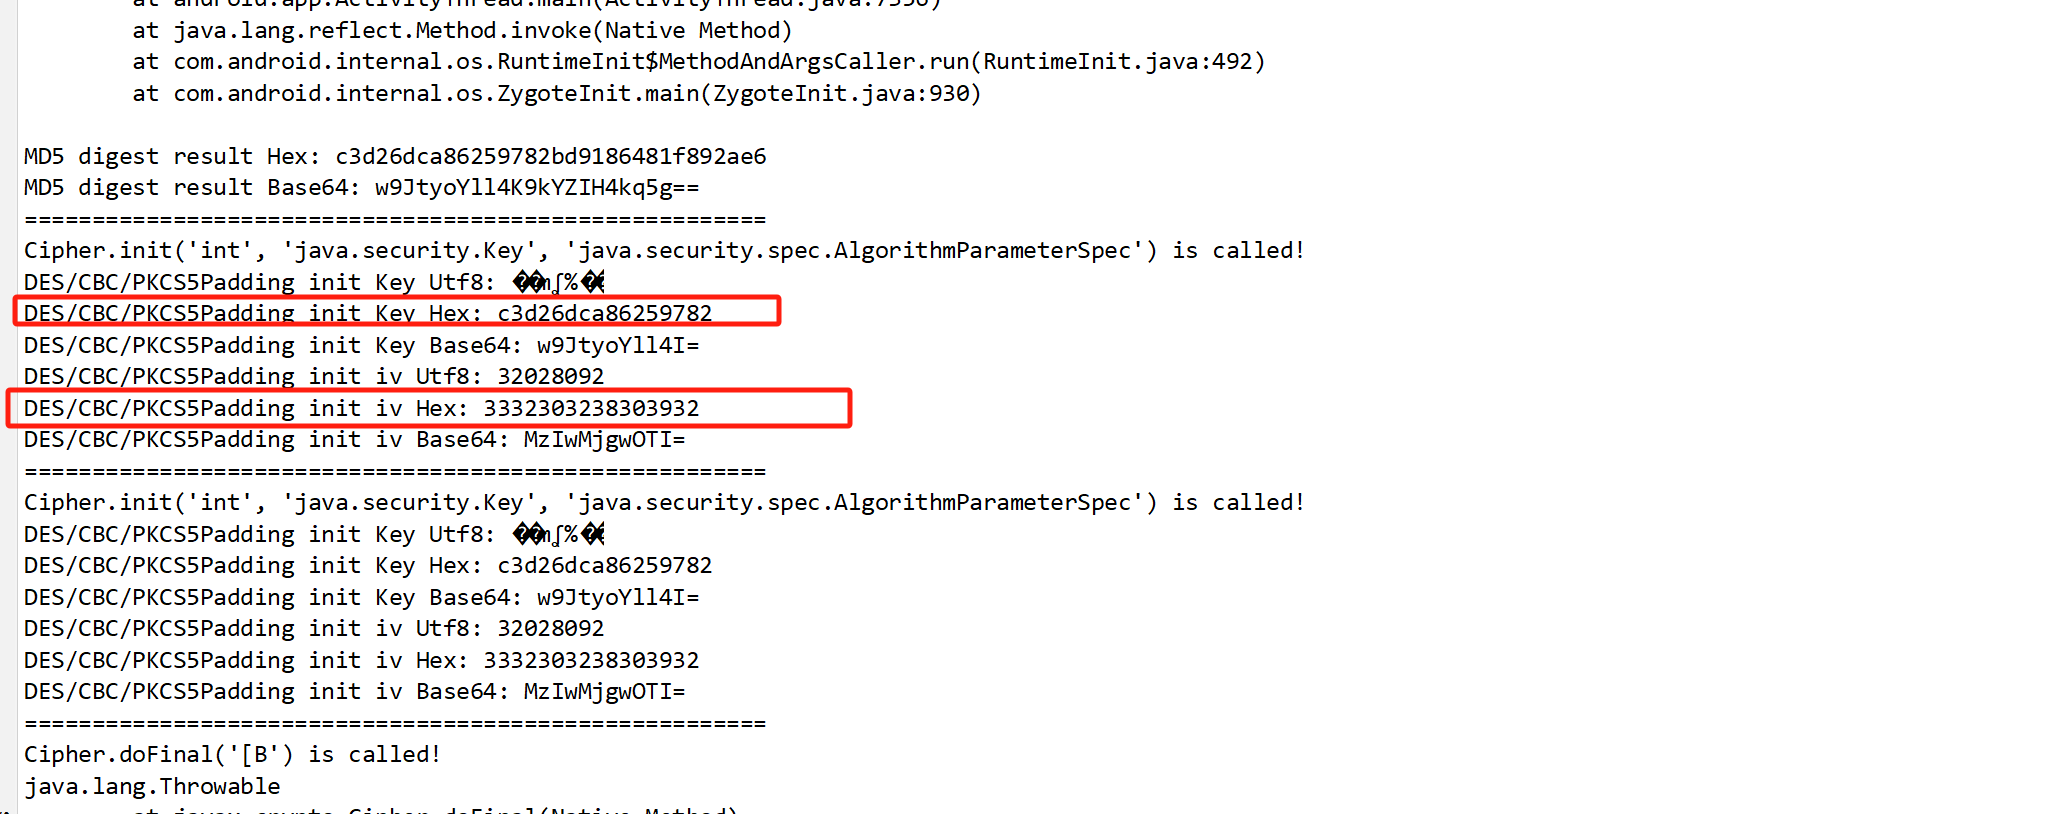 at android.app.ActivityThread.main(ActivityThread.java:7356)
at java.lang.reflect.Method.invoke(Native Method)
at com.android.internal.os.RuntimeInit$MethodAndArgsCaller.run(RuntimeInit.java:492)
at com.android.internal.os.ZygoteInit.main(ZygoteInit.java:930)
MD5 digest result Hex: c3d26dca86259782bd9186481f892ae6
MD5 digest result Base64: w9JtyoYll4K9kYZIH4kq5g==
=======================================================
Cipher.init('int', 'java.security.Key', 'java.security.spec.AlgorithmParameterSpec') is called!
DES/CBC/PKCS5Padding init Key Utf8: ��mʆ%��
DES/CBC/PKCS5Padding init Key Hex: c3d26dca86259782
DES/CBC/PKCS5Padding init Key Base64: w9JtyoYll4I=
DES/CBC/PKCS5Padding init iv Utf8: 32028092
DES/CBC/PKCS5Padding init iv Hex: 3332303238303932
DES/CBC/PKCS5Padding init iv Base64: MzIwMjgwOTI=
=======================================================
Cipher.init('int', 'java.security.Key', 'java.security.spec.AlgorithmParameterSpec') is called!
DES/CBC/PKCS5Padding init Key Utf8: ��mʆ%��
DES/CBC/PKCS5Padding init Key Hex: c3d26dca86259782
DES/CBC/PKCS5Padding init Key Base64: w9JtyoYll4I=
DES/CBC/PKCS5Padding init iv Utf8: 32028092
DES/CBC/PKCS5Padding init iv Hex: 3332303238303932
DES/CBC/PKCS5Padding init iv Base64: MzIwMjgwOTI=
=======================================================
Cipher.doFinal('[B') is called!
java.lang.Throwable
at javax.crypto.Cipher.doFinal(Native Method)